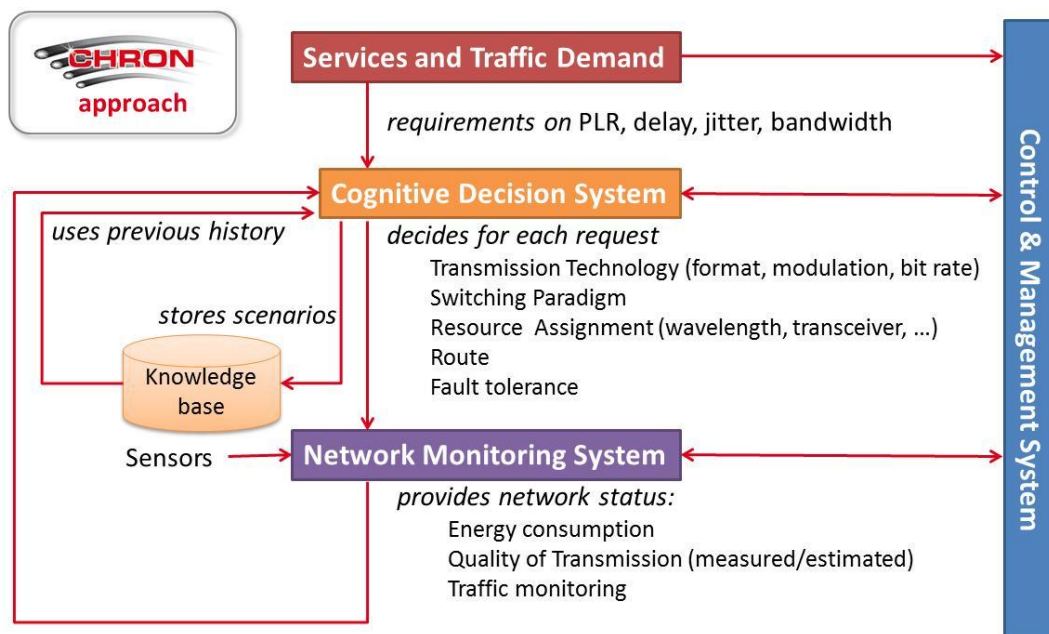 CHRON
approach
Services and Traffic Demand
requirements on PLR, delay, jitter, bandwidth
Cognitive Decision System
uses previous history
decides for each request
Transmission Technology (format, modulation, bit rate)
Switching Paradigm
stores scenarios
Resource Assignment (wavelength, transceiver, ...)
Route
Fault tolerance
Knowledge
base
Sensors
Network Monitoring System
provides network status:
Energy consumption
Quality of Transmission (measured/estimated)
Traffic monitoring
Control & Management System